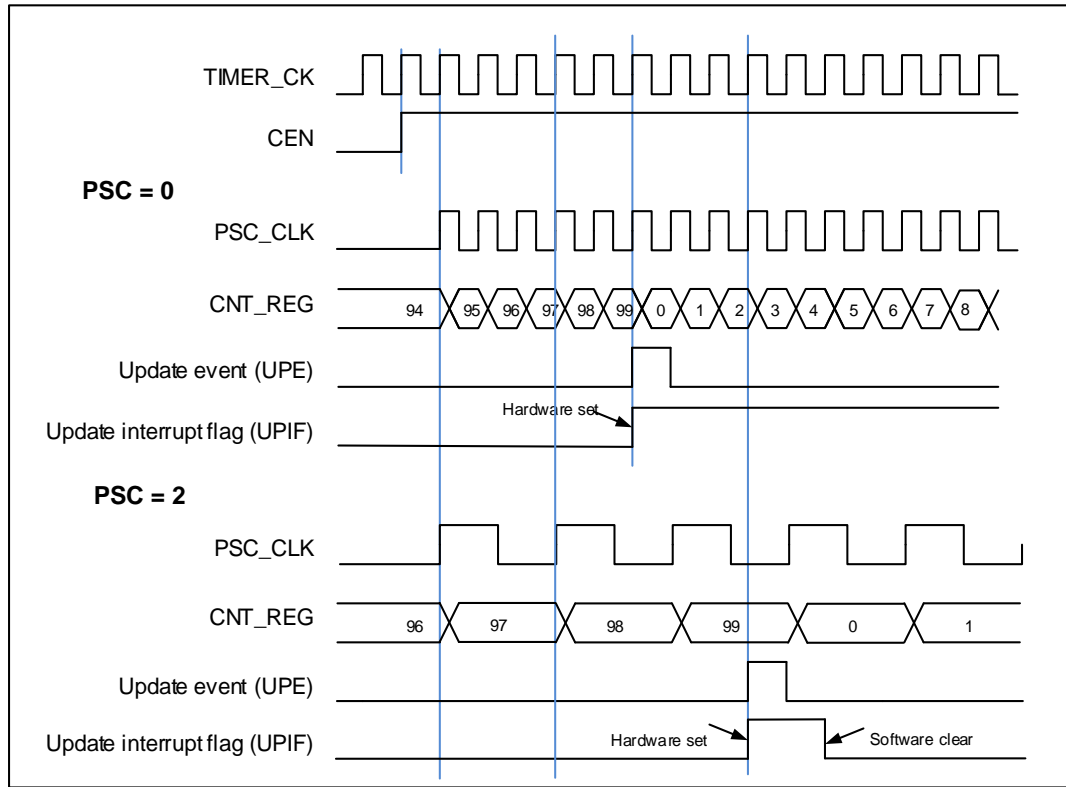 TIMER_CK
CEN
PSC = 0
PSC_CLK
CNT_REG 94 95 96 97 98 99 0 1 2 3 4 5 6 7 8
Update event (UPE)
Hardware set
Update interrupt flag (UPIF)
PSC = 2
PSC_CLK
CNT_REG 96 97 98 99 0 1
Update event (UPE)
Update interrupt flag (UPIF) Hardware set Software clear